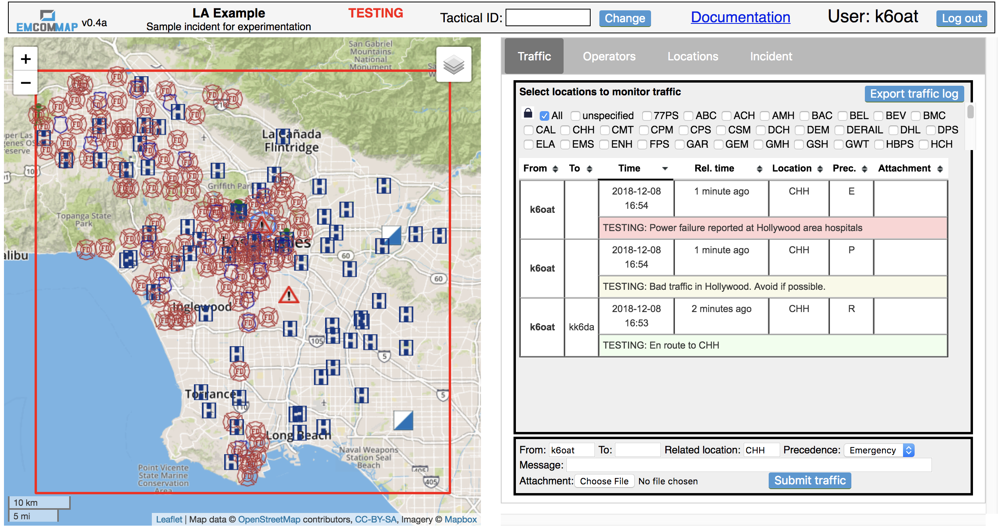 EMCOMMAP v0.4a
LA Example
Sample incident for experimentation
TESTING
Tactical ID:
Change
Documentation
User: k6oat
Log out
+
−
San Gabriel
Mountains
National
Monument
La Cañada
Flintridge
Griffith Park
Topanga State
Park
Los Angeles
alibu
Inglewood
Torrance
Long Beach
Naval Weapons
Station Seal
Beach
Point Vicente
State Marine
Conservation
Area
210
60
60
105
5
5
110
405
405
10 km
5 mi
Leaflet | Map data © OpenStreetMap contributors, CC-BY-SA, Imagery © Mapbox
Traffic Operators Locations Incident
Select locations to monitor traffic
Export traffic log
All unspecified 77PS ABC ACH AMH BAC BEL BEV BMC
CAL CHH CMT CPM CPS CSM DCH DEM DERAIL DHL DPS
ELA EMS ENH FPS GAR GEM GMH GSH GWT HBPS HCH
From To Time Rel. time Location Prec. Attachment
k6oat 2018-12-08 16:54 1 minute ago CHH E
TESTING: Power failure reported at Hollywood area hospitals
k6oat 2018-12-08 16:54 1 minute ago CHH P
TESTING: Bad traffic in Hollywood. Avoid if possible.
k6oat kk6da 2018-12-08 16:53 2 minutes ago CHH R
TESTING: En route to CHH
From: k6oat To: Related location: CHH Precedence: Emergency
Message:
Attachment: Choose File No file chosen
Submit traffic